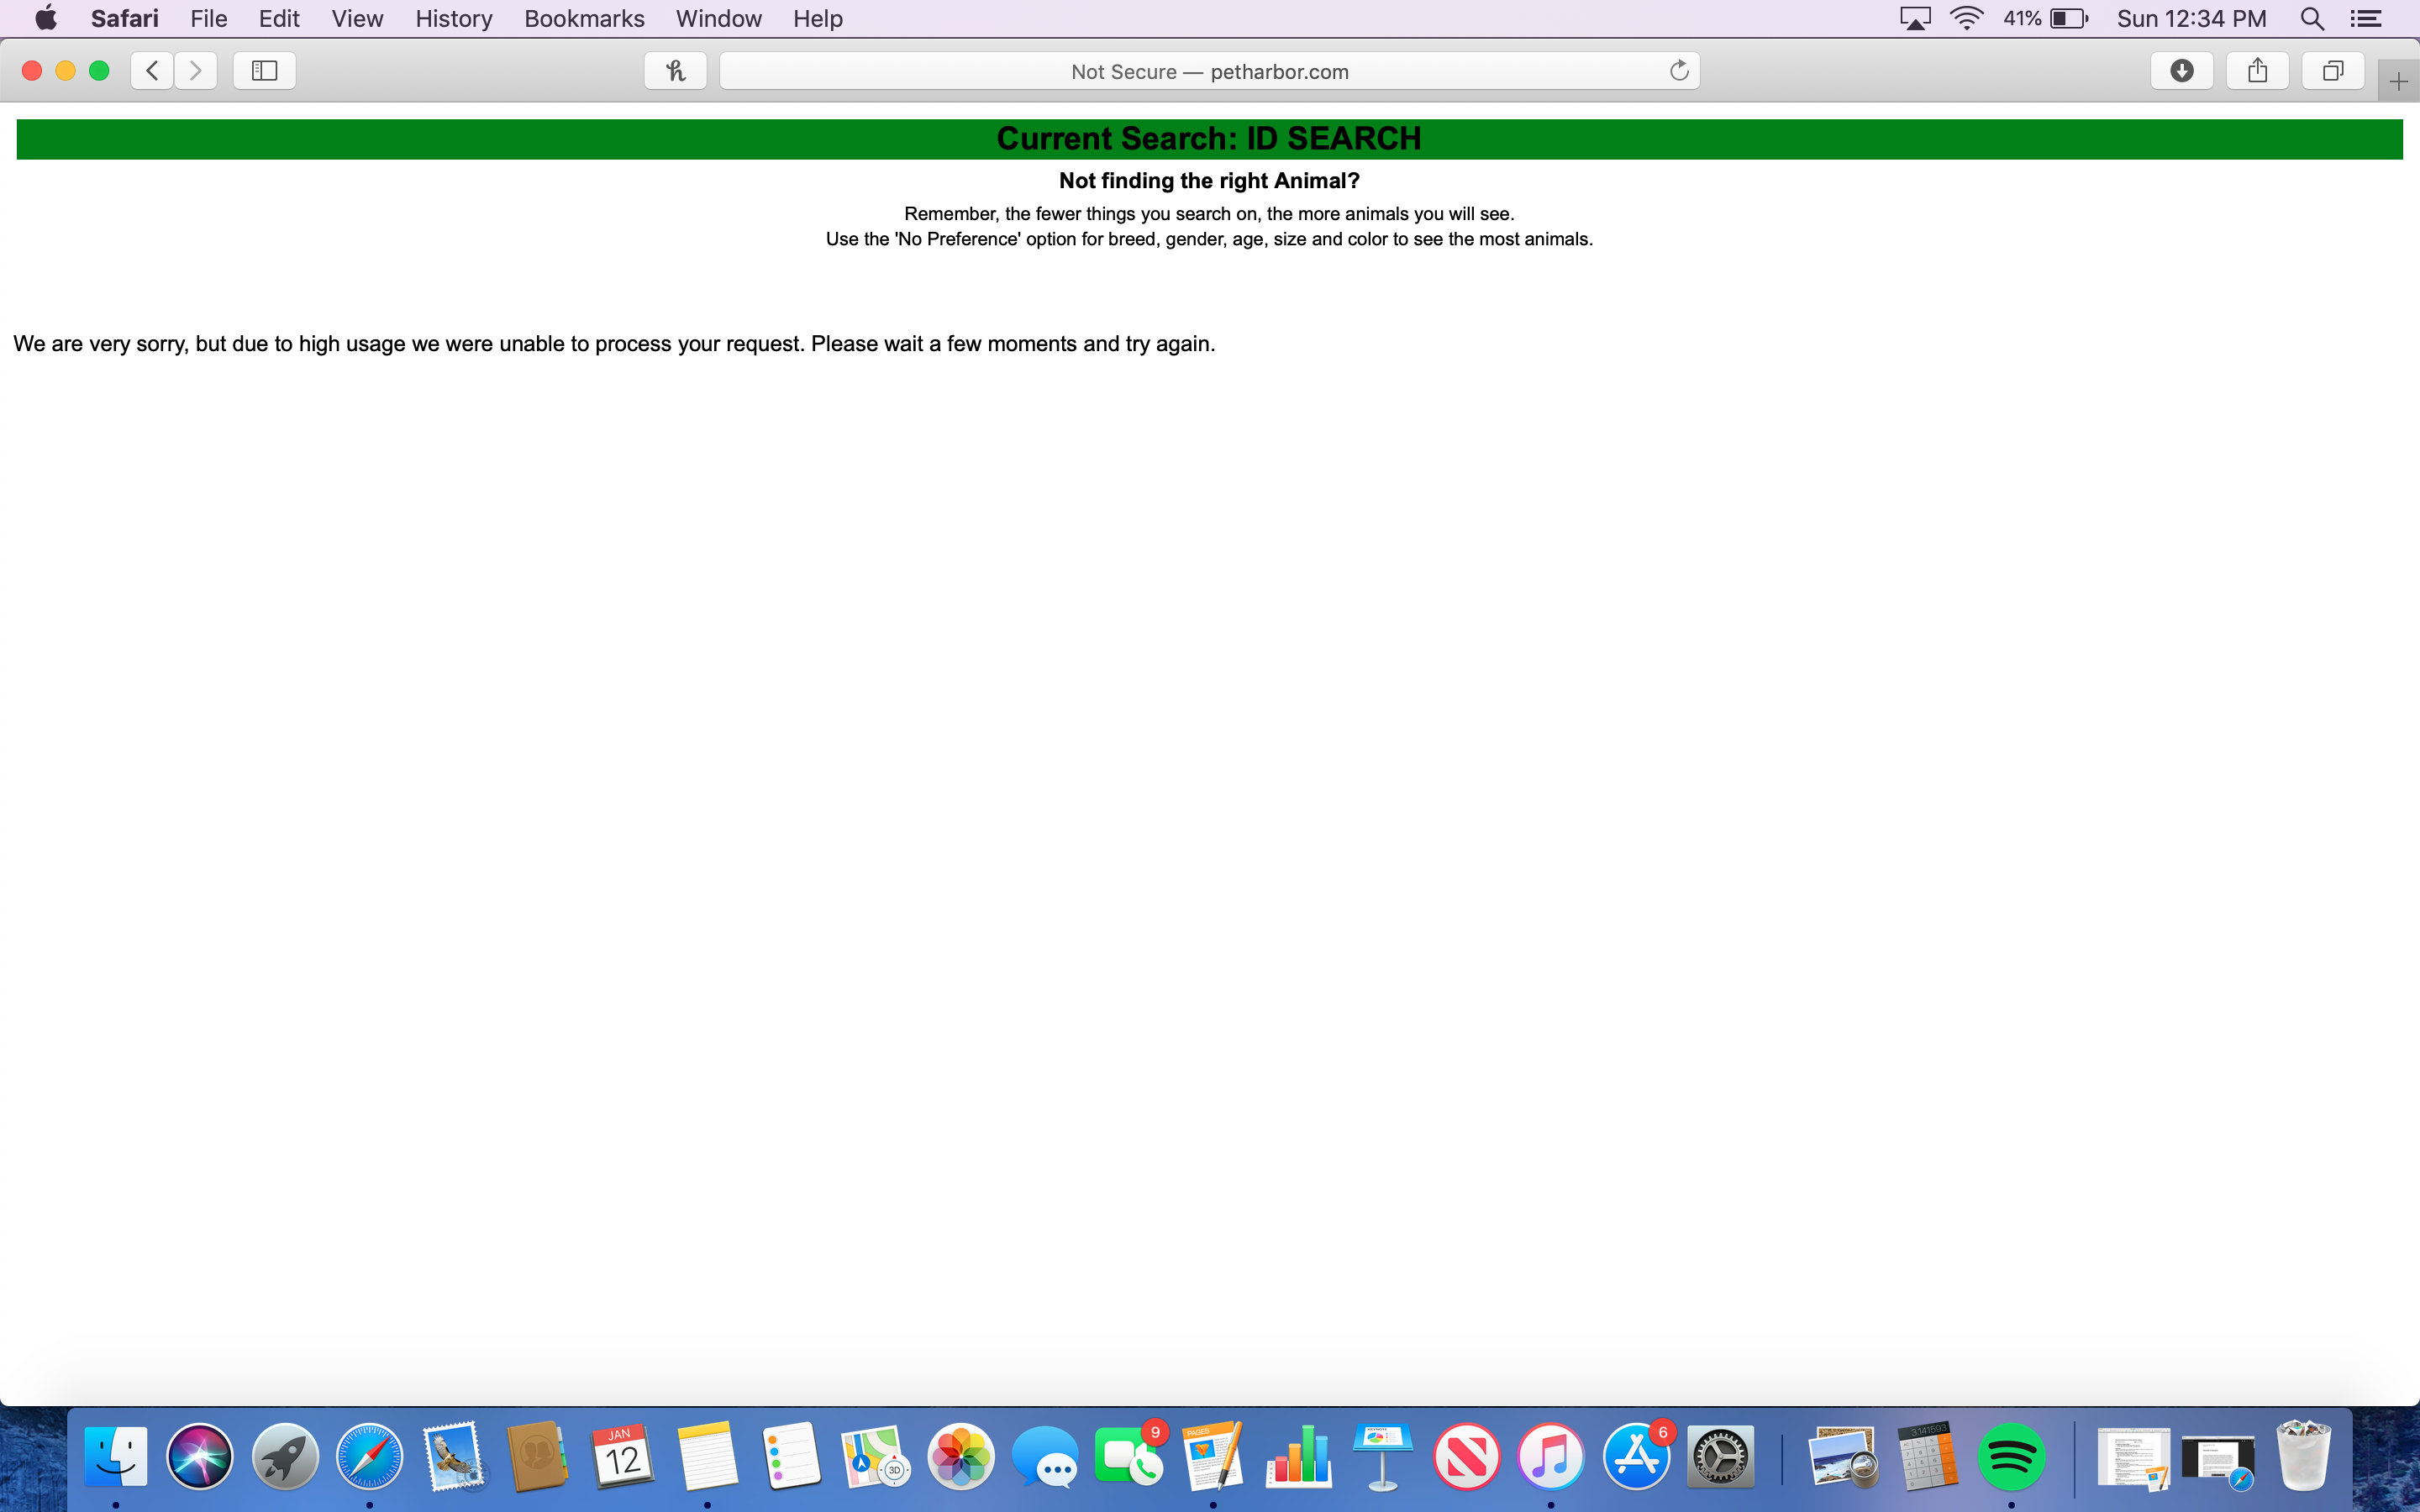 Safari File Edit View History Bookmarks Window Help 41% Sun 12:34 PM
Not Secure — petharbor.com
Current Search: ID SEARCH
Not finding the right Animal?
Remember, the fewer things you search on, the more animals you will see.
Use the 'No Preference' option for breed, gender, age, size and color to see the most animals.
We are very sorry, but due to high usage we were unable to process your request. Please wait a few moments and try again.
JAN
12
3D
9
PAGES
6
3.141593